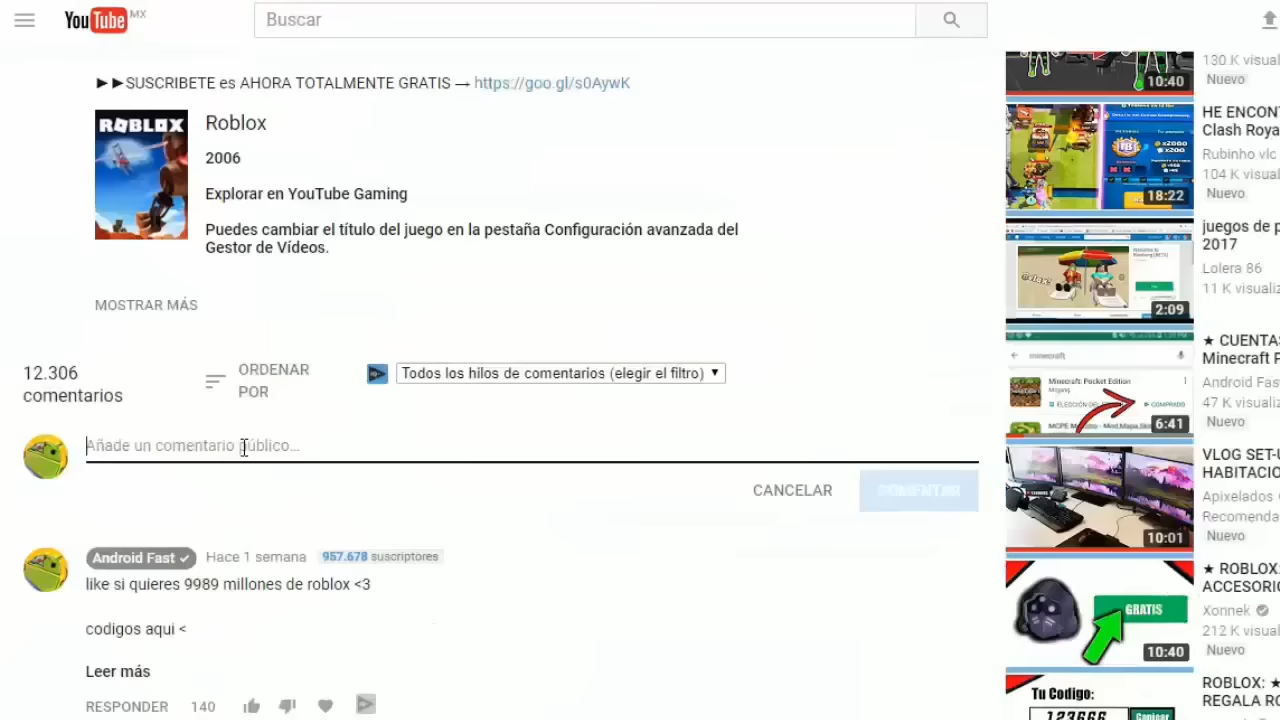 YouTube MX
Buscar
►►SUSCRIBETE es AHORA TOTALMENTE GRATIS → https://goo.gl/s0AywK
ROBLOX
Roblox
2006
Explorar en YouTube Gaming
Puedes cambiar el título del juego en la pestaña Configuración avanzada del
Gestor de Vídeos.
MOSTRAR MÁS
12.306
comentarios
ORDENAR
POR
Todos los hilos de comentarios (elegir el filtro) ▼
Añade un comentario público...
CANCELAR
COMENTAR
Android Fast ✓ Hace 1 semana 957.678 suscriptores
like si quieres 9989 millones de roblox <3
codigos aqui <
Leer más
RESPONDER 140
10:40
130 K visua
Nuevo
18:22
HE ENCON
Clash Roya
Rubinho vlc
104 K visua
Nuevo
2:09
juegos de p
2017
Lolera 86
11 K visualiz
minecraft
Minecraft: Pocket Edition
Mojang
COMPRADO
6:41
★ CUENTAS
Minecraft P
Android Fas
47 K visualiz
Nuevo
10:01
VLOG SET-U
HABITACIO
Apixelados
Recomenda
Nuevo
GRATIS
10:40
★ ROBLOX:
ACCESORIO
Xonnek
212 K visual
Nuevo
Tu Codigo:
123666
Canjear
ROBLOX: ★
REGALA RO